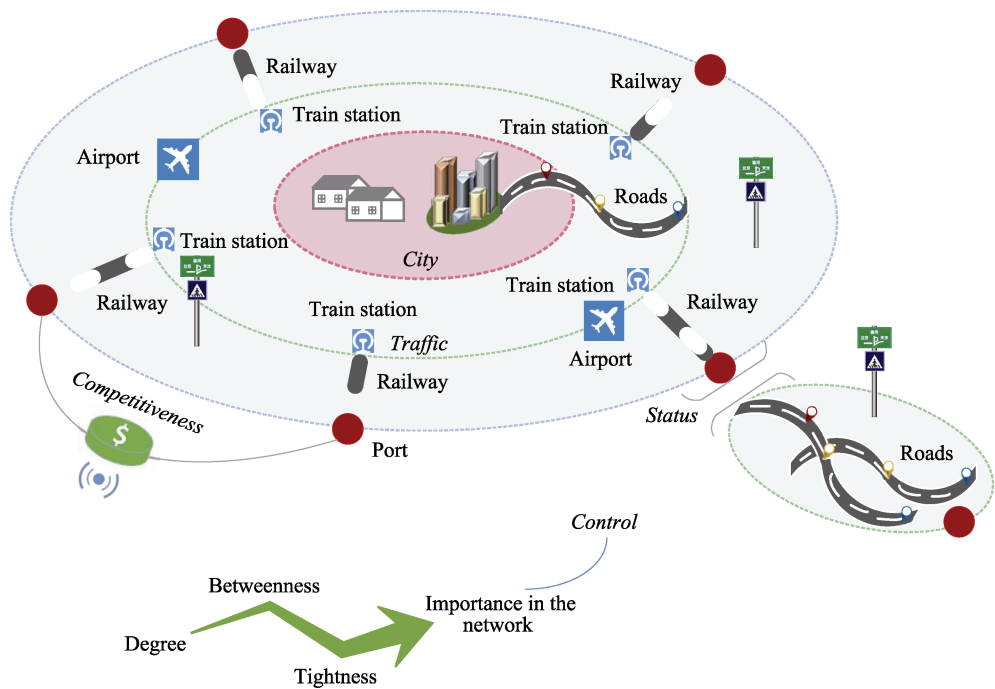 Railway
Railway
Train station
Train station
Airport
Roads
Train station
City
Train station
Railway
Railway
Train station
Traffic
Airport
Railway
Competitiveness
$
Status
Port
Roads
Control
Betweenness
Importance in the
network
Degree
Tightness